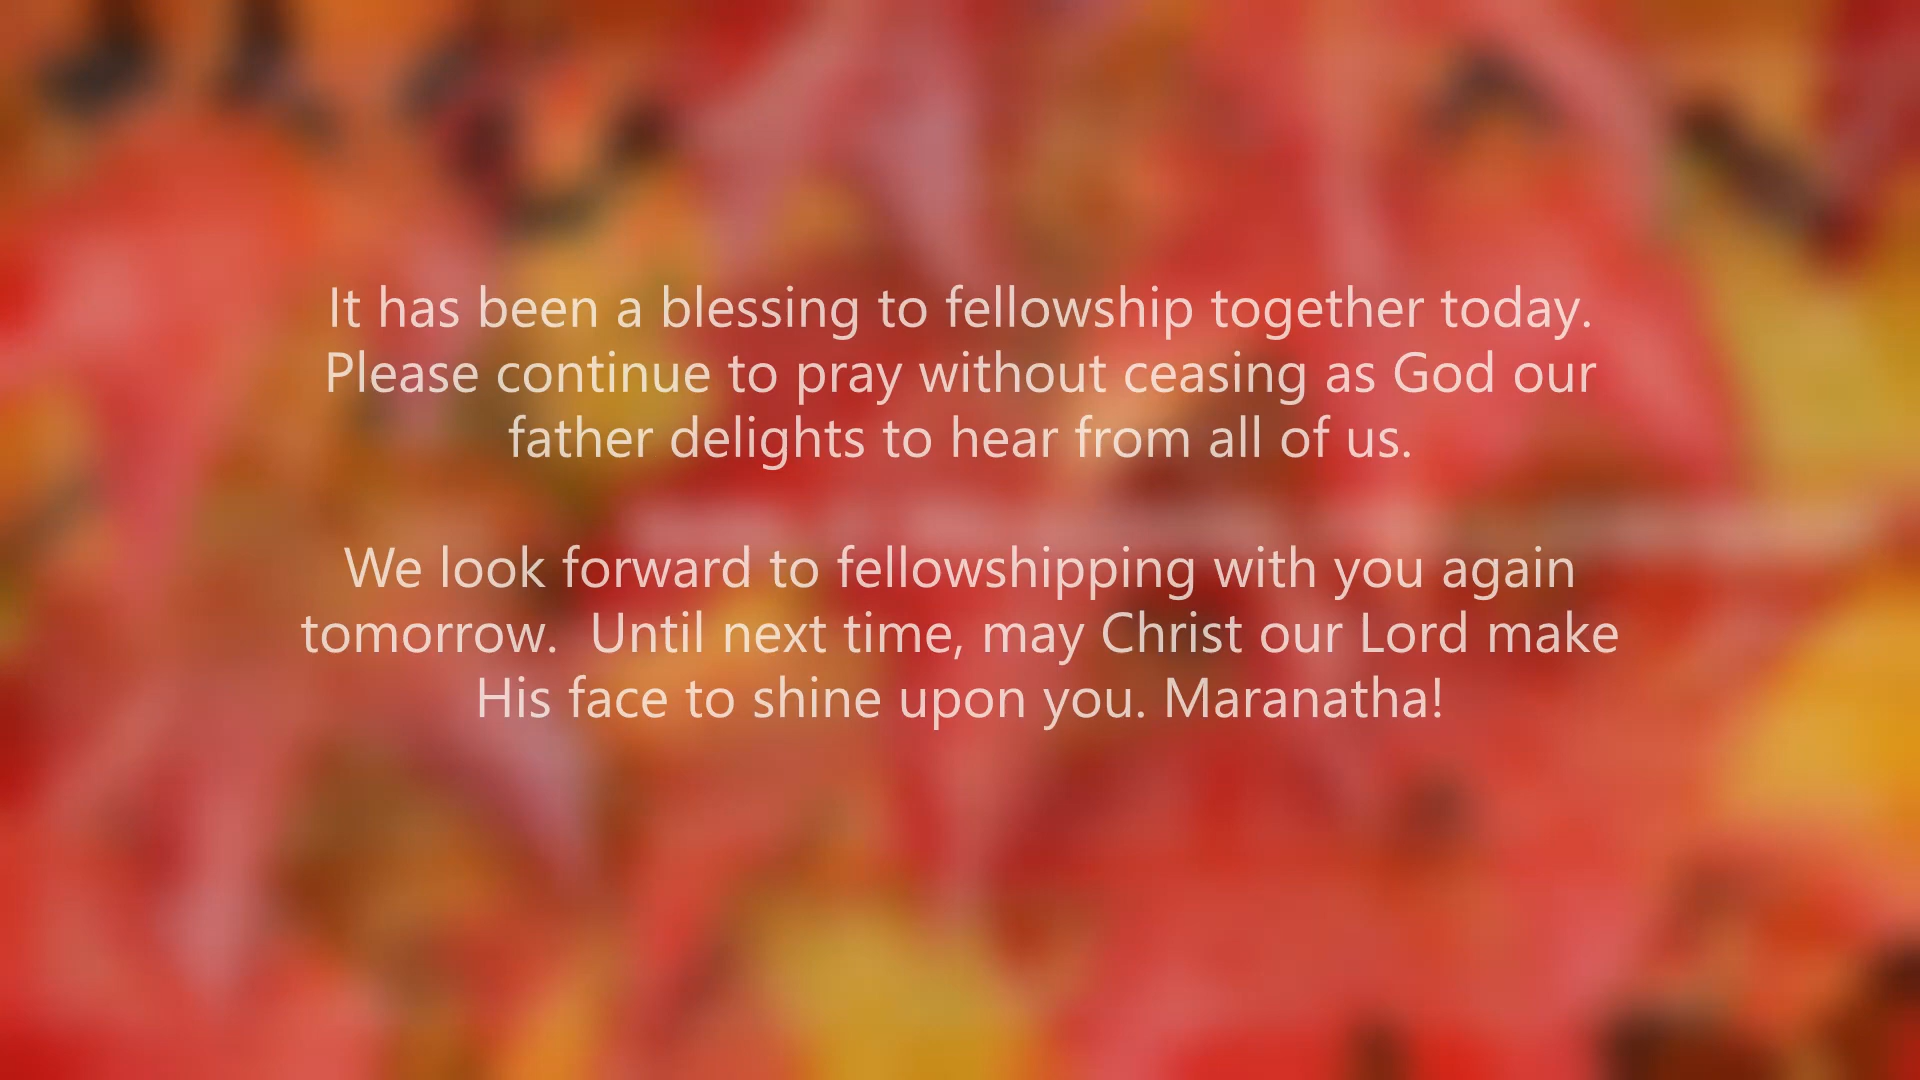 It has been a blessing to fellowship together today.
Please continue to pray without ceasing as God our
father delights to hear from all of us.
We look forward to fellowshipping with you again
tomorrow.  Until next time, may Christ our Lord make
His face to shine upon you. Maranatha!